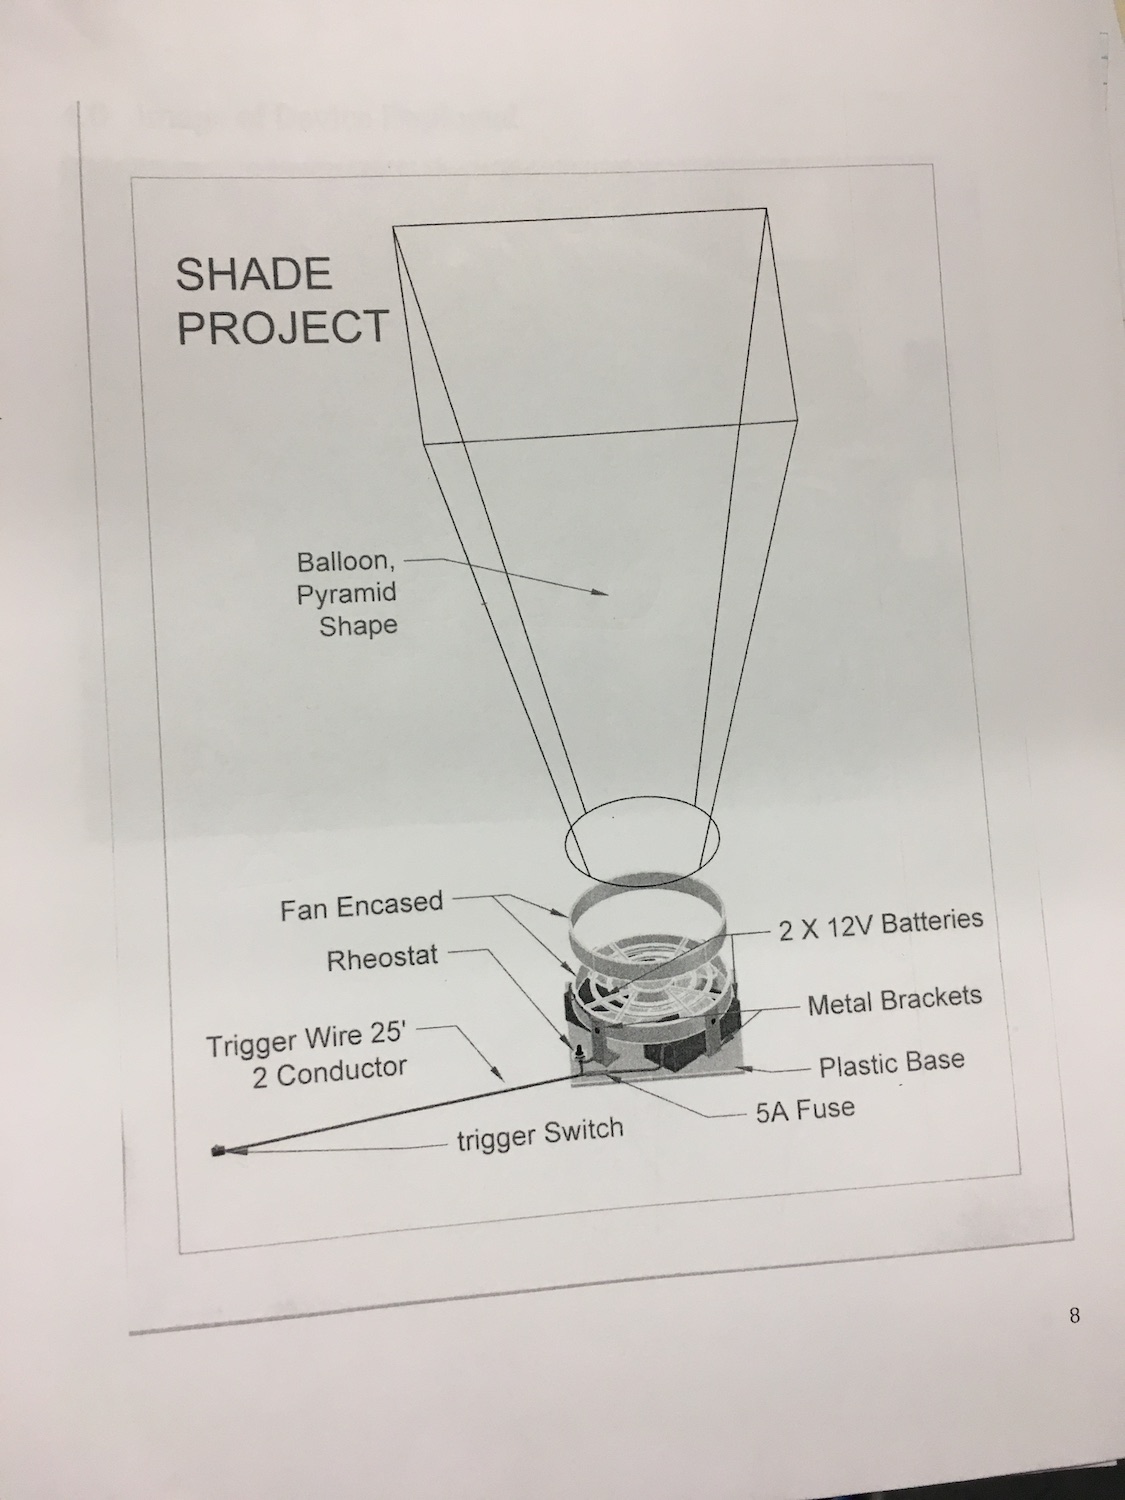 SHADE
PROJECT
Balloon,
Pyramid
Shape
Fan Encased
2 X 12V Batteries
Rheostat
Metal Brackets
Trigger Wire 25'
2 Conductor
Plastic Base
5A Fuse
trigger Switch
8